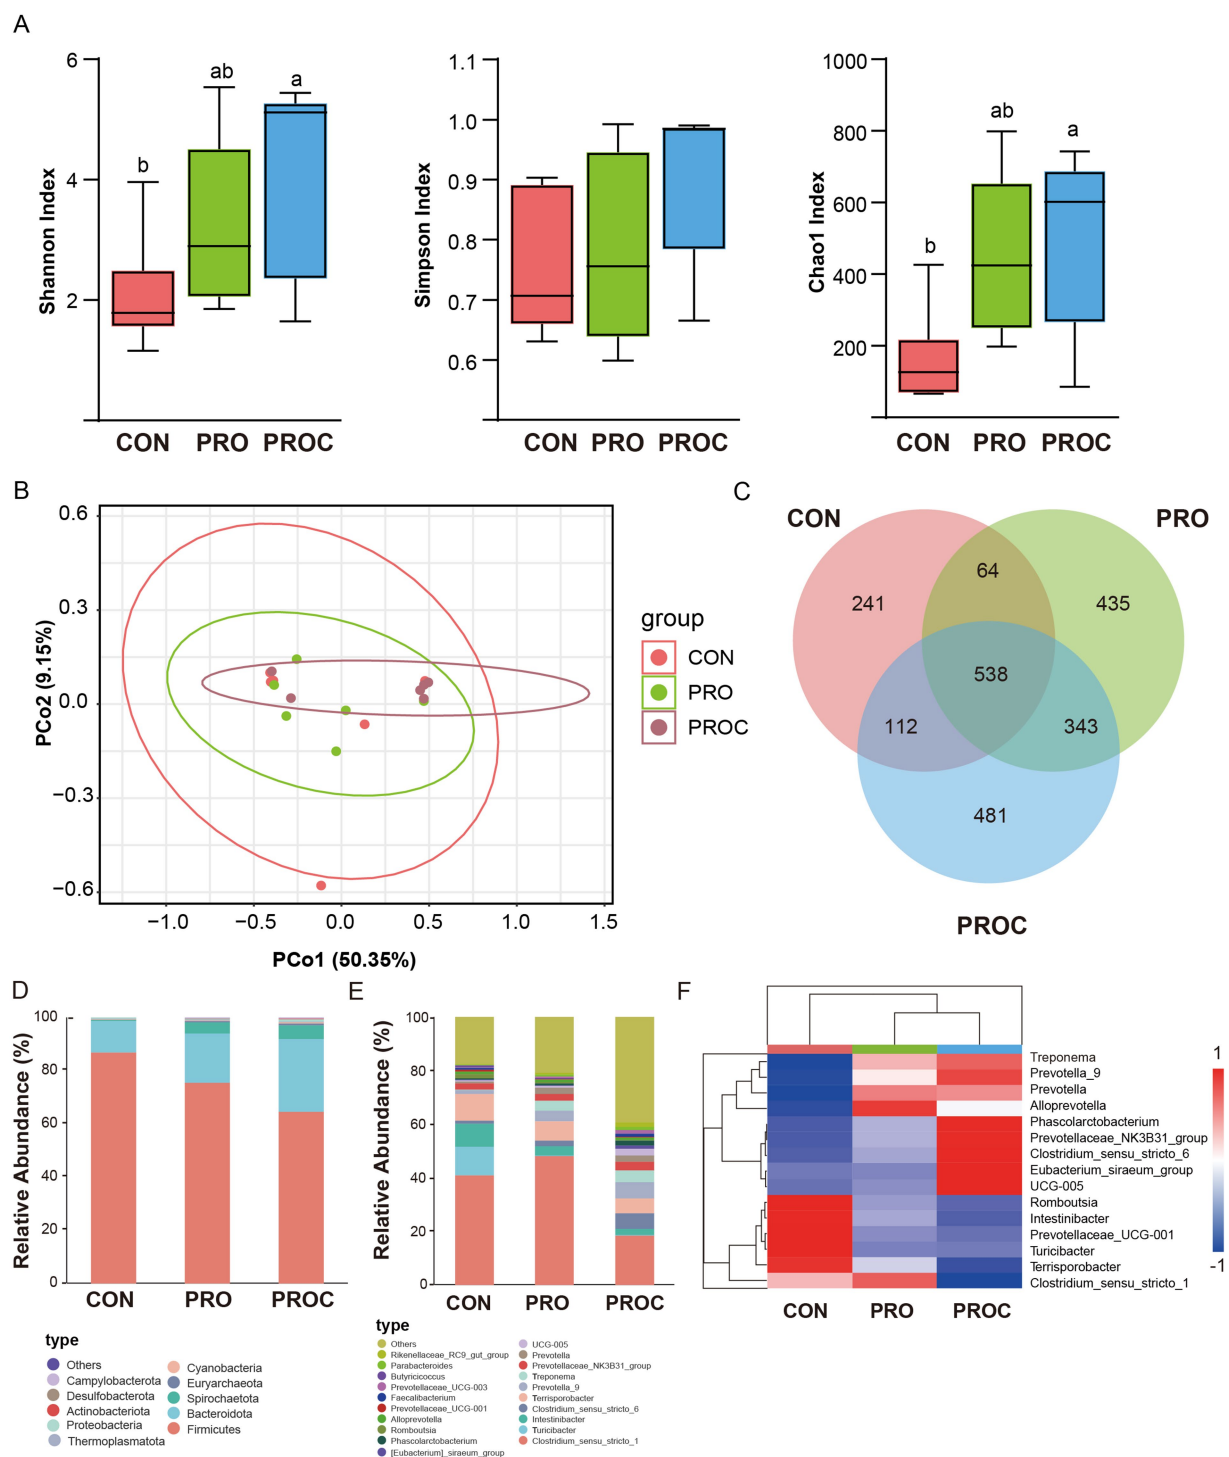 A
Shannon Index
6
4
2
b
ab
a
CON PRO PROC
Simpson Index
1.1
1.0
0.9
0.8
0.7
0.6
CON PRO PROC
Chao1 Index
1000
800
600
400
200
b
ab
a
CON PRO PROC
B
PCo2 (9.15%)
0.6
0.3
0.0
−0.3
−0.6
−1.0 −0.5 0.0 0.5 1.0 1.5
PCo1 (50.35%)
group
CON
PRO
PROC
C
CON
PRO
64
241
435
538
112
343
481
PROC
D
Relative Abundance (%)
100
80
60
40
20
0
CON PRO PROC
type
Others
Campylobacterota
Desulfobacterota
Actinobacteriota
Proteobacteria
Thermoplasmatota
Cyanobacteria
Euryarchaeota
Spirochaetota
Bacteroidota
Firmicutes
E
Relative Abundance (%)
100
80
60
40
20
0
CON PRO PROC
type
Others
Rikenellaceae_RC9_gut_group
Parabacteroides
Butyricicoccus
Prevotellaceae_UCG-003
Faecalibacterium
Prevotellaceae_UCG-001
Alloprevotella
Romboutsia
Phascolarctobacterium
[Eubacterium]_siraeum_group
UCG-005
Prevotella
Prevotellaceae_NK3B31_group
Treponema
Prevotella_9
Terrisporobacter
Clostridium_sensu_stricto_6
Intestinibacter
Turicibacter
Clostridium_sensu_stricto_1
F
Treponema
Prevotella_9
Prevotella
Alloprevotella
Phascolarctobacterium
Prevotellaceae_NK3B31_group
Clostridium_sensu_stricto_6
Eubacterium_siraeum_group
UCG-005
Romboutsia
Intestinibacter
Prevotellaceae_UCG-001
Turicibacter
Terrisporobacter
Clostridium_sensu_stricto_1
CON PRO PROC
1
-1